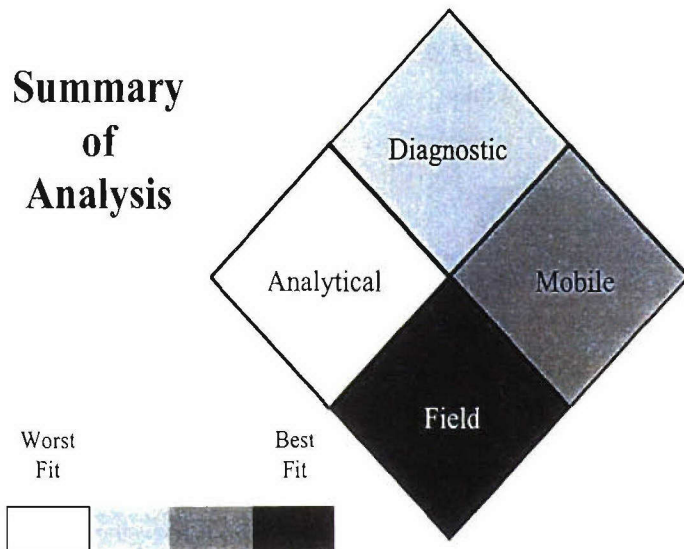 Summary
of
Analysis
Diagnostic
Analytical
Mobile
Field
Worst
Fit
Best
Fit